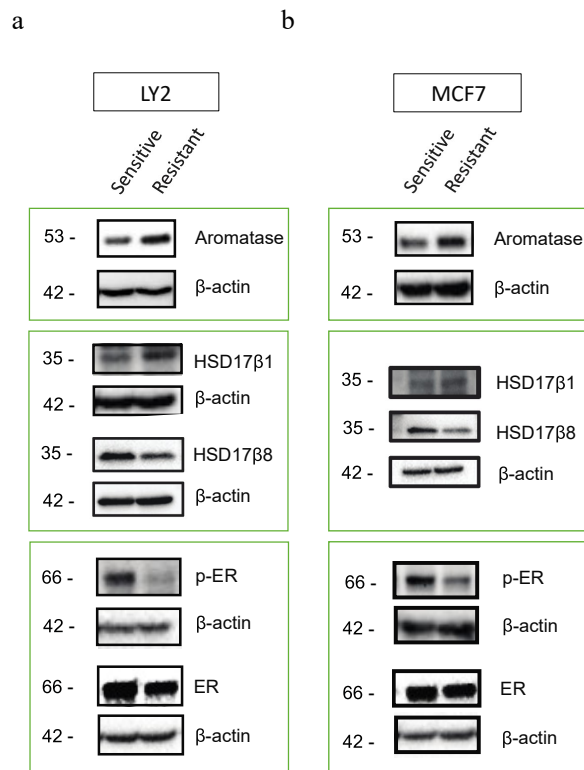 a
b
LY2
MCF7
Sensitive
Resistant
Sensitive
Resistant
53 - Aromatase
42 - β-actin
53 - Aromatase
42 - β-actin
35 - HSD17β1
42 - β-actin
35 - HSD17β8
42 - β-actin
35 - HSD17β1
35 - HSD17β8
42 - β-actin
66 - p-ER
42 - β-actin
66 - ER
42 - β-actin
66 - p-ER
42 - β-actin
66 - ER
42 - β-actin